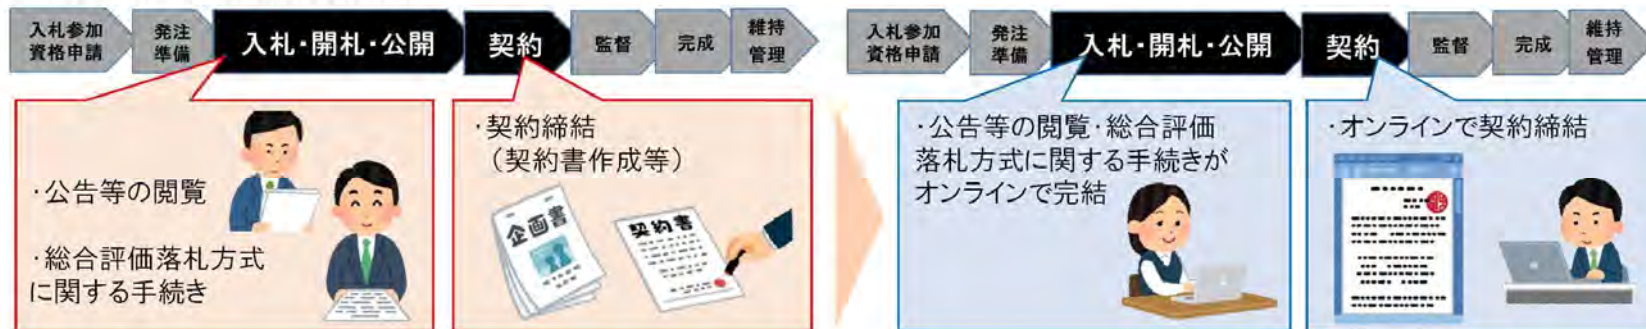 入札参加
資格申請
発注
準備
入札・開札・公開
契約
監督
完成
維持
管理
・公告等の閲覧
・総合評価落札方式
に関する手続き
・契約締結
（契約書作成等）
企画書
契約書
入札参加
資格申請
発注
準備
入札・開札・公開
契約
監督
完成
維持
管理
・公告等の閲覧・総合評価
落札方式に関する手続きが
オンラインで完結
・オンラインで契約締結